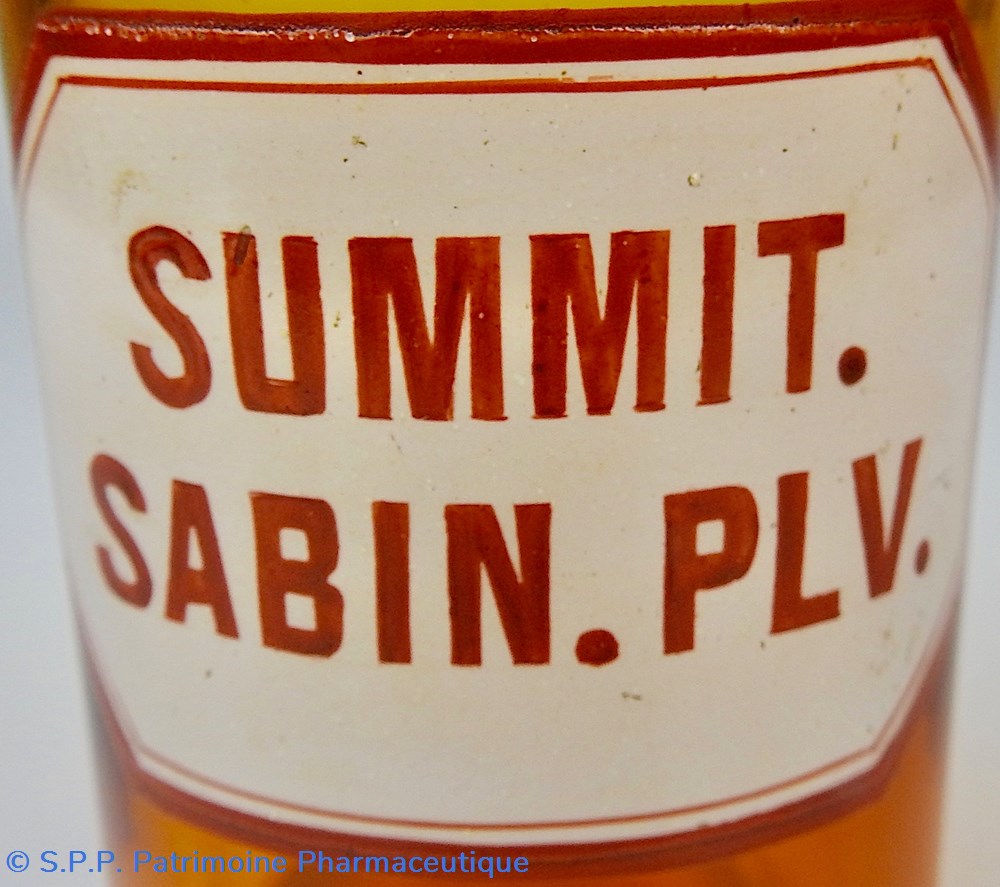 SUMMIT.
SABIN. PLV.
© S.P.P. Patrimoine Pharmaceutique